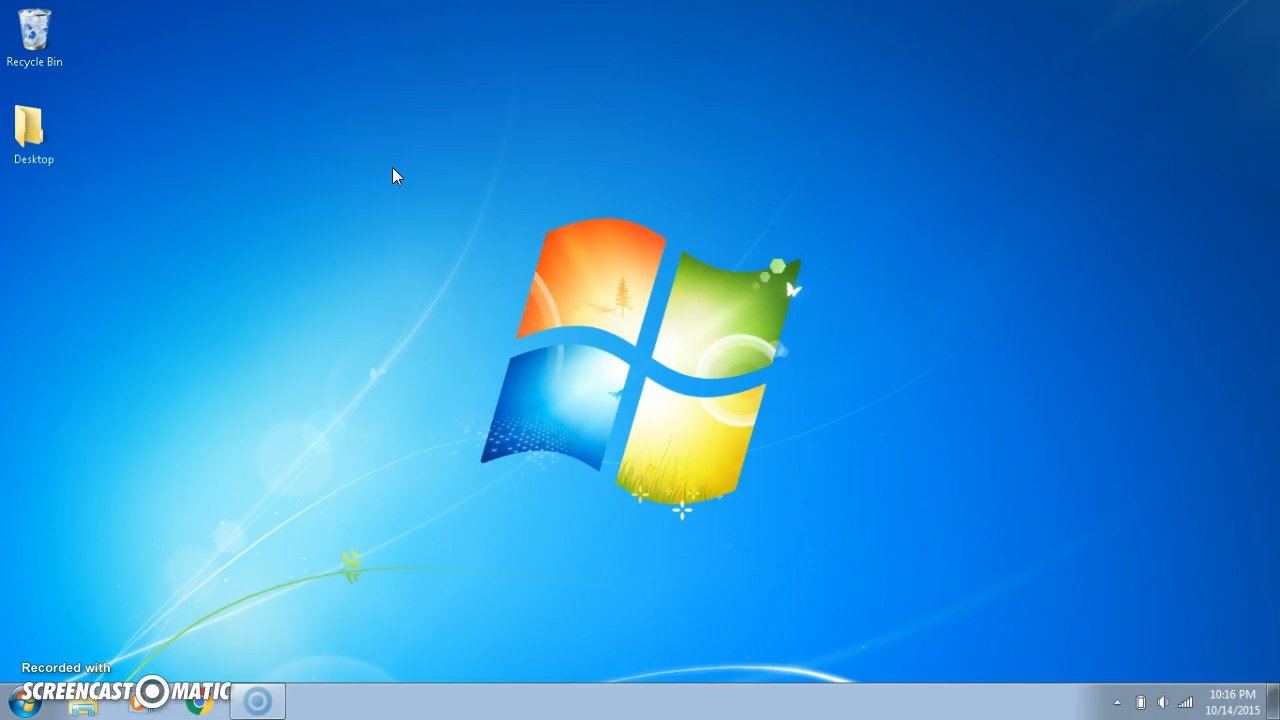 Recycle Bin
Desktop
Recorded with
SCREENCAST MATIC
10:16 PM
10/14/2015